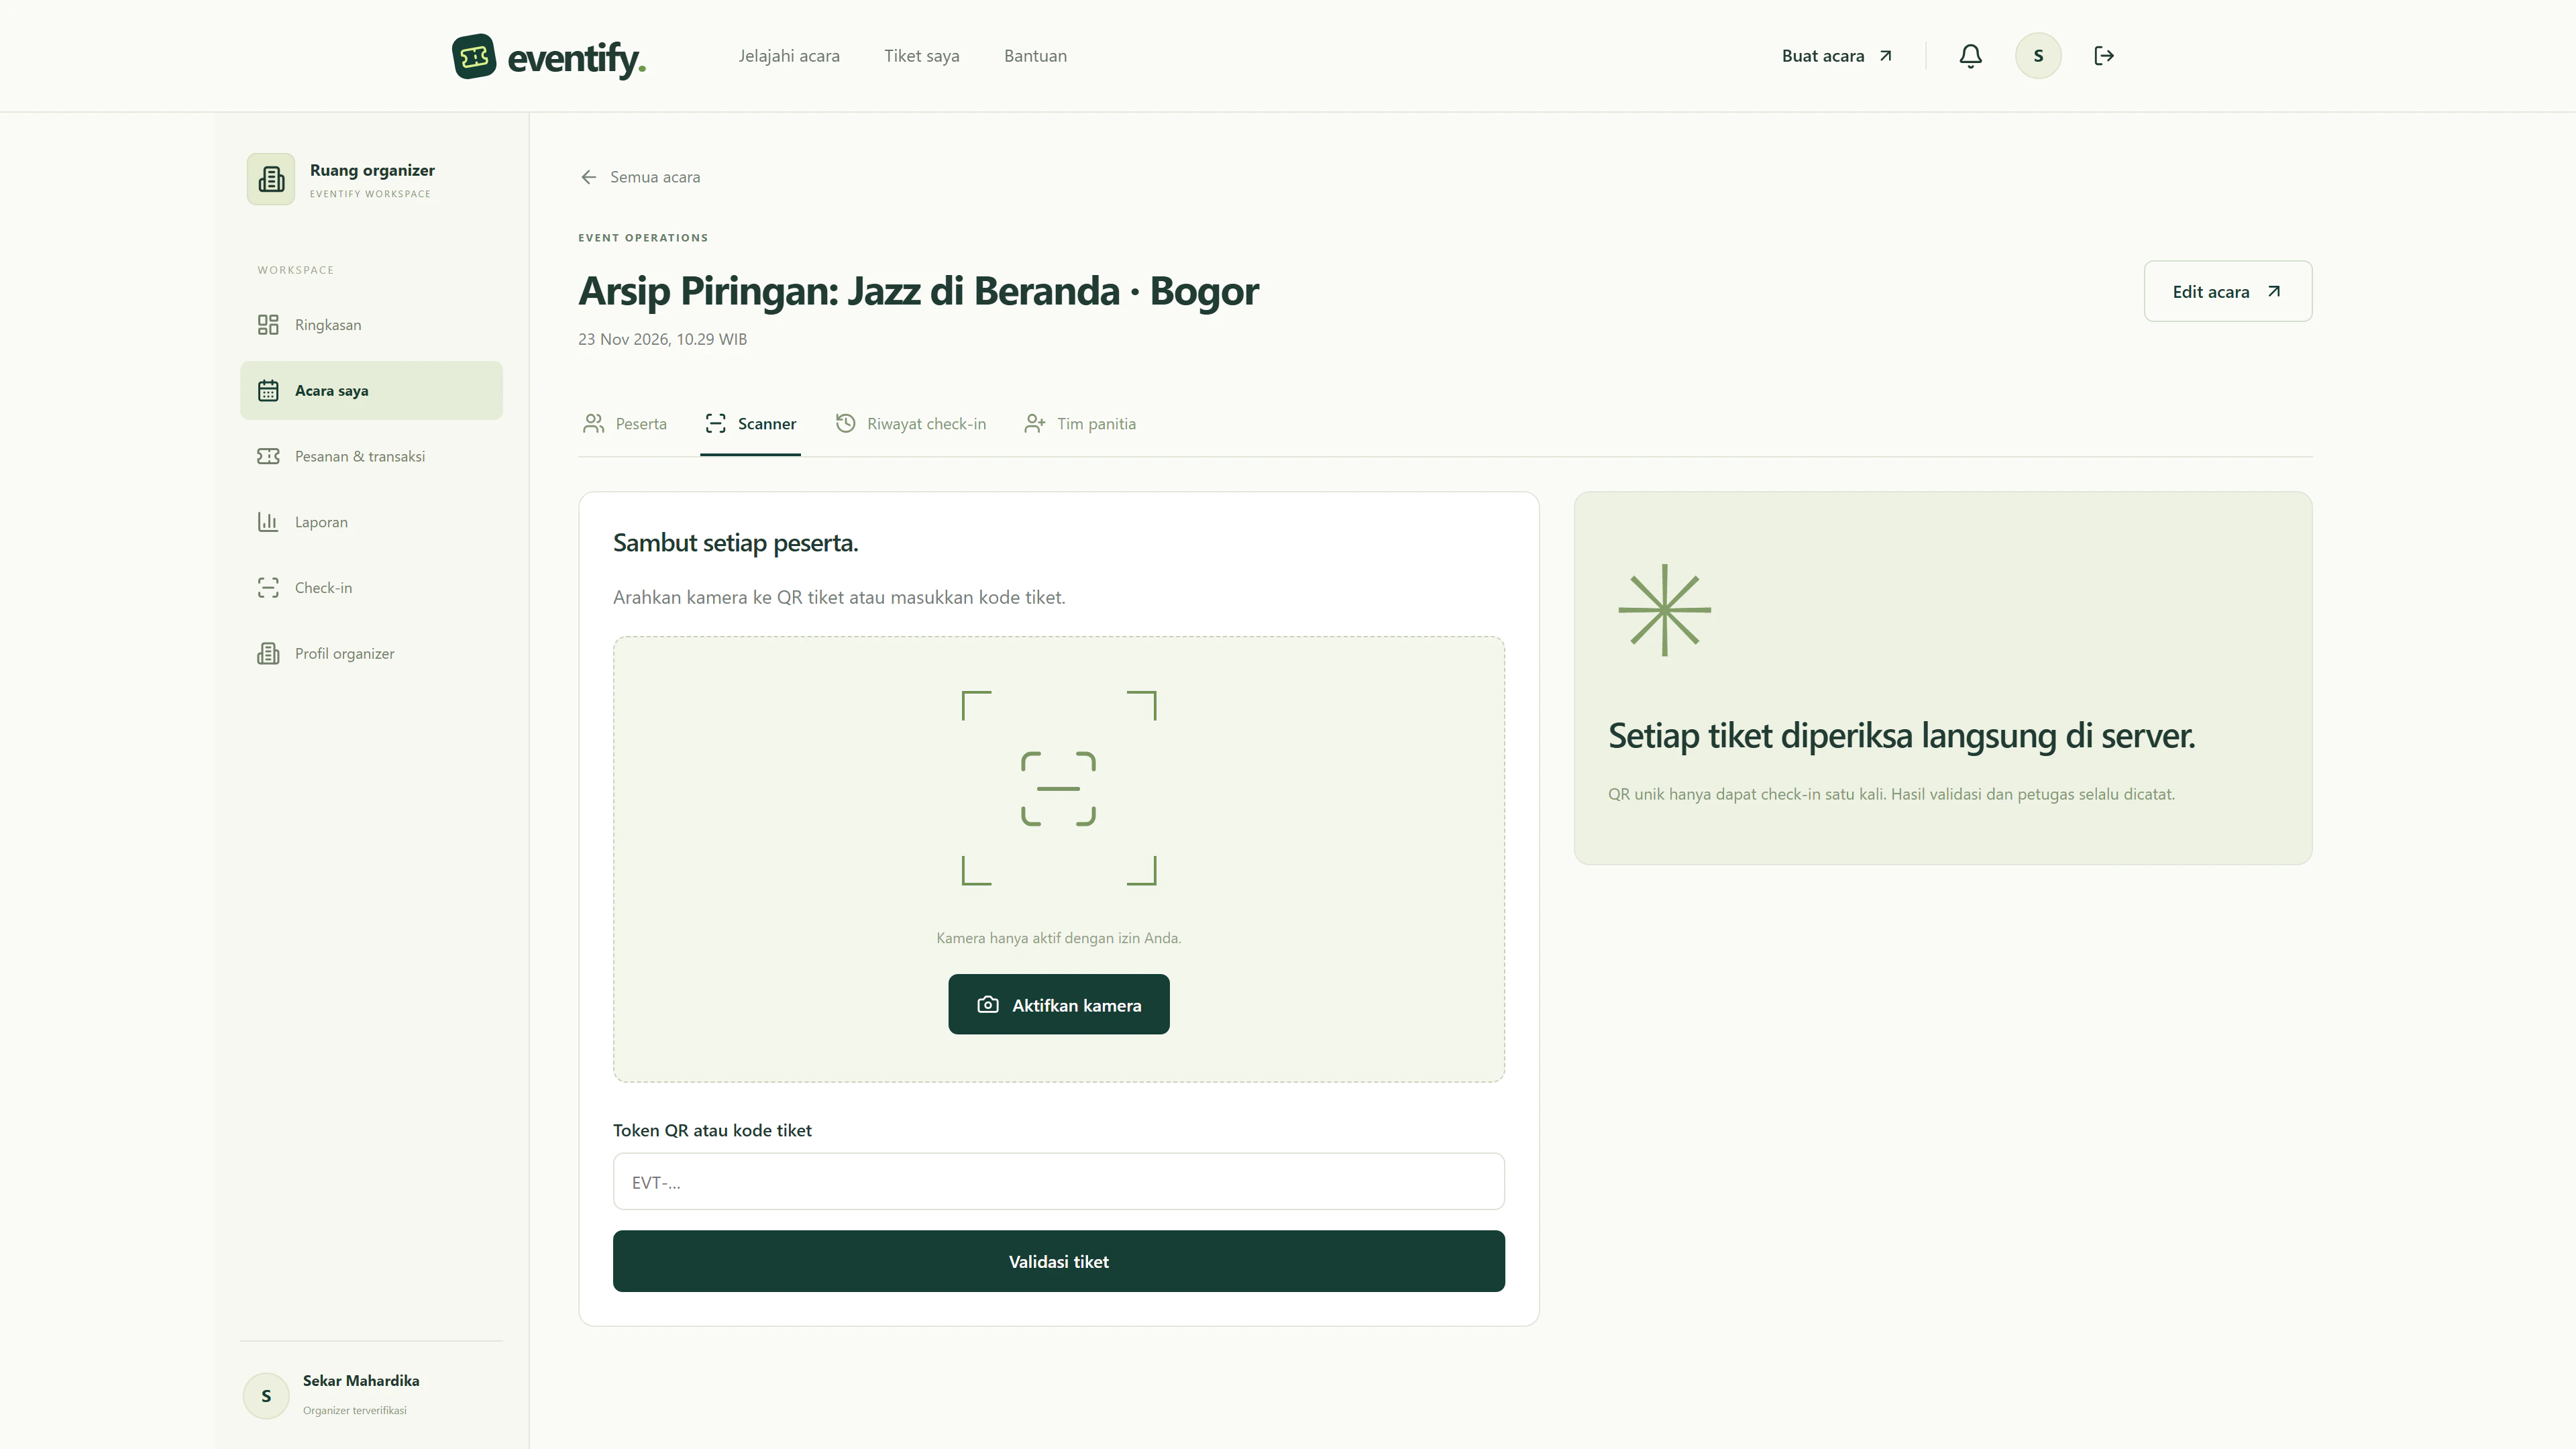 eventify.
Jelajahi acara
Tiket saya
Bantuan
Buat acara
S
Ruang organizer
EVENTIFY WORKSPACE
WORKSPACE
Ringkasan
Acara saya
Pesanan & transaksi
Laporan
Check-in
Profil organizer
S
Sekar Mahardika
Organizer terverifikasi
Semua acara
EVENT OPERATIONS
Arsip Piringan: Jazz di Beranda · Bogor
23 Nov 2026, 10.29 WIB
Edit acara
Peserta
Scanner
Riwayat check-in
Tim panitia
Sambut setiap peserta.
Arahkan kamera ke QR tiket atau masukkan kode tiket.
Kamera hanya aktif dengan izin Anda.
Aktifkan kamera
Token QR atau kode tiket
EVT-...
Validasi tiket
Setiap tiket diperiksa langsung di server.
QR unik hanya dapat check-in satu kali. Hasil validasi dan petugas selalu dicatat.